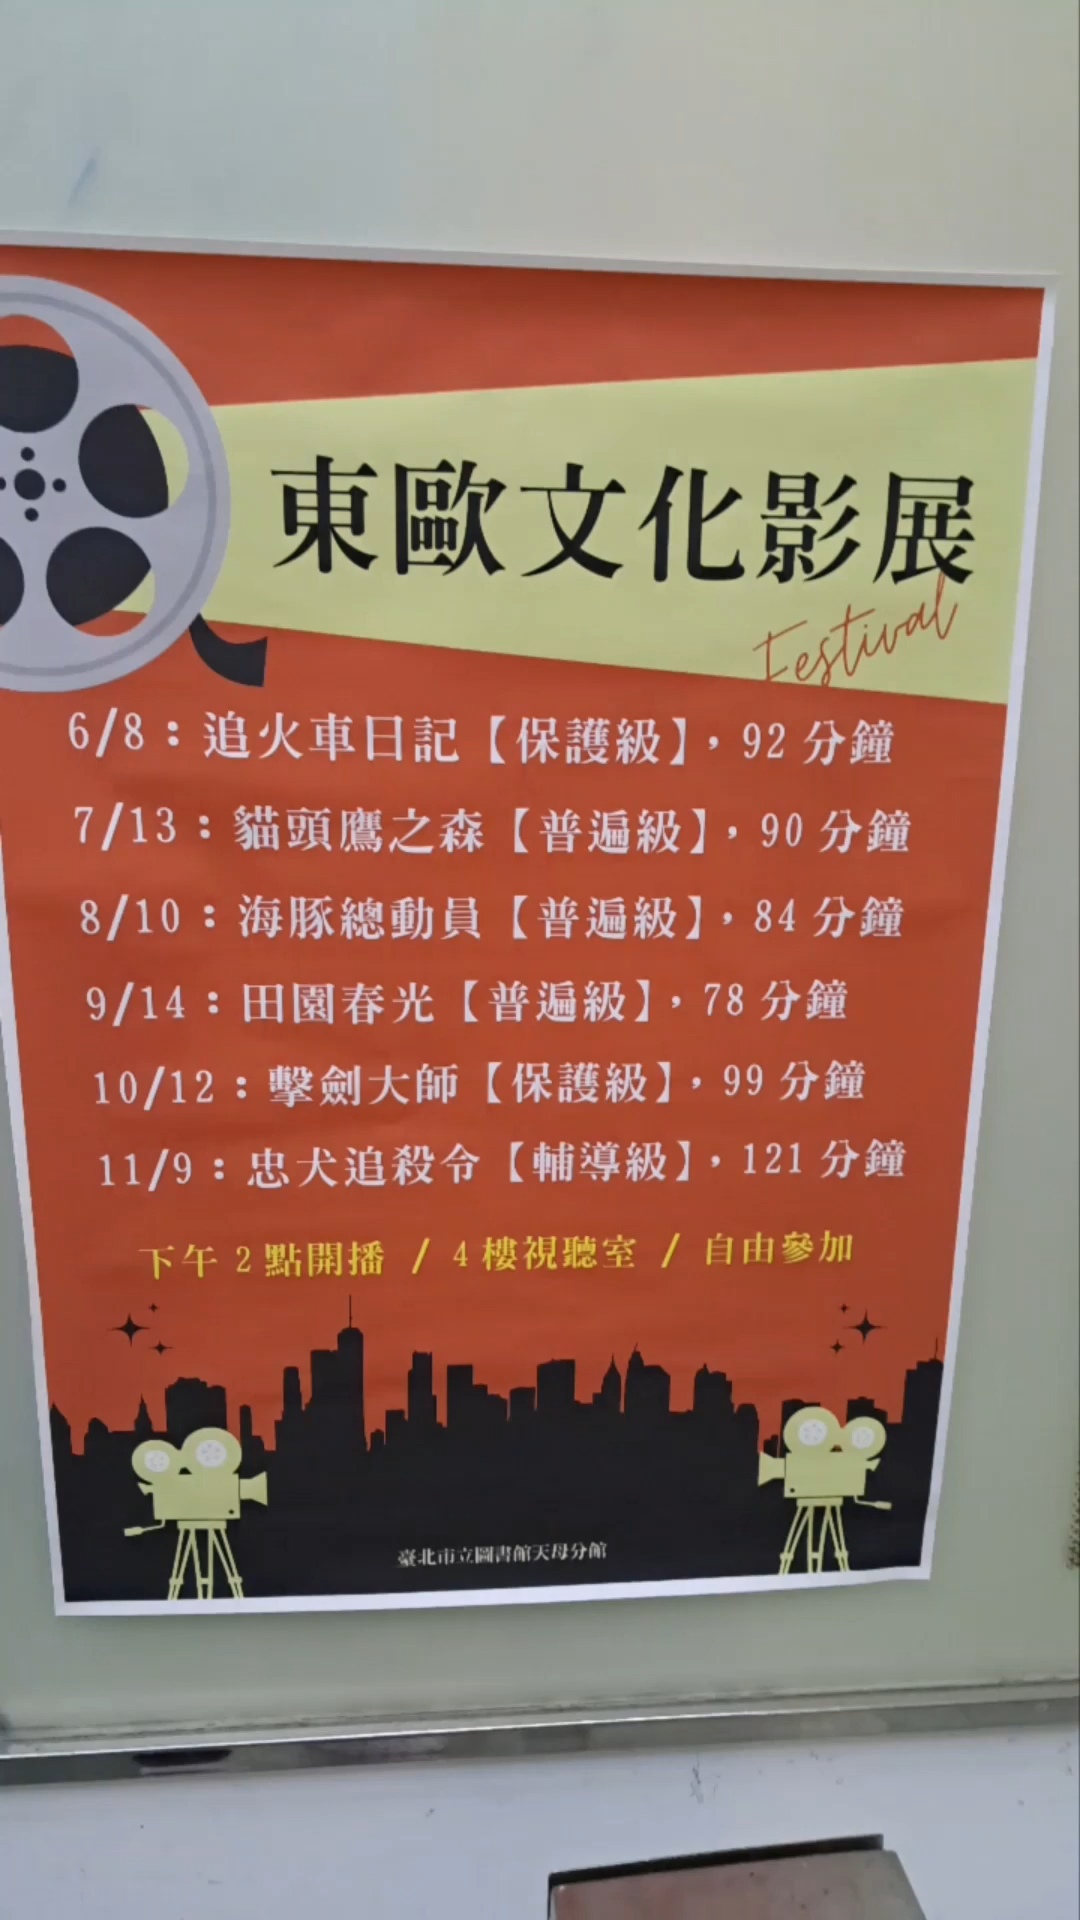 東歐文化影展
Festival
6/8：追火車日記【保護級】，92 分鐘
7/13：貓頭鷹之森【普遍級】，90 分鐘
8/10：海豚總動員【普遍級】，84 分鐘
9/14：田園春光【普遍級】，78 分鐘
10/12：擊劍大師【保護級】，99 分鐘
11/9：忠犬追殺令【輔導級】，121 分鐘
下午 2 點開播 / 4 樓視聽室 / 自由參加
臺北市立圖書館天母分館